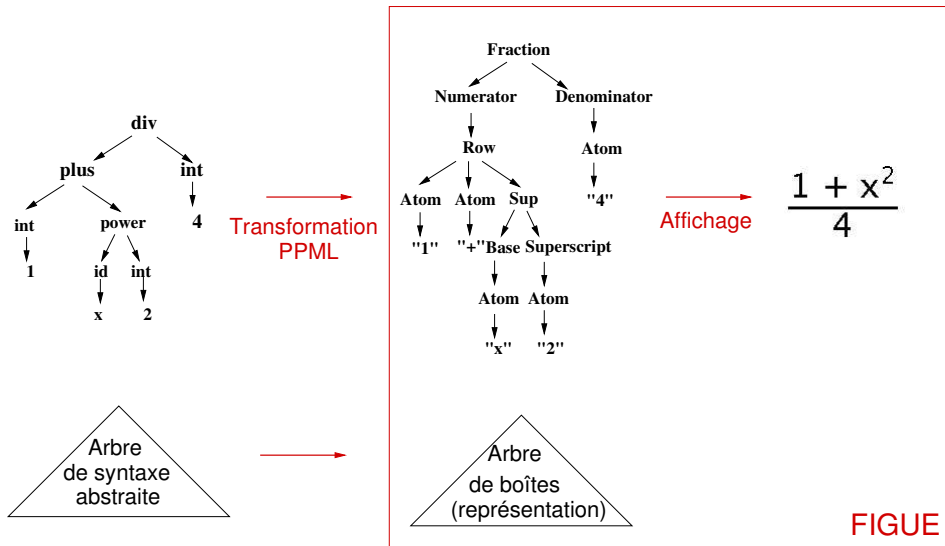 Fraction
Numerator Denominator
div
Row Atom
plus int
Atom Atom Sup "4"
int power 4
Transformation
PPML
Affichage
1 + x²
4
"1" "+" Base Superscript
1 id int
Atom Atom
x 2
"x" "2"
Arbre
de syntaxe
abstraite
Arbre
de boîtes
(représentation)
FIGUE